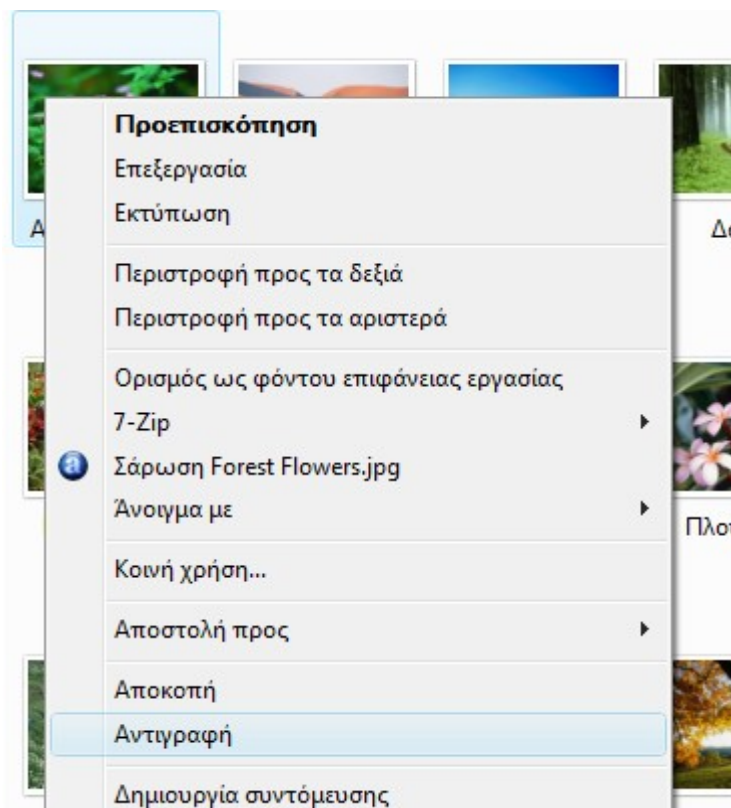 Προεπισκόπηση
Επεξεργασία
Εκτύπωση
Περιστροφή προς τα δεξιά
Περιστροφή προς τα αριστερά
Ορισμός ως φόντου επιφάνειας εργασίας
7-Zip
Σάρωση Forest Flowers.jpg
Άνοιγμα με
Κοινή χρήση...
Αποστολή προς
Αποκοπή
Αντιγραφή
Δημιουργία συντόμευσης